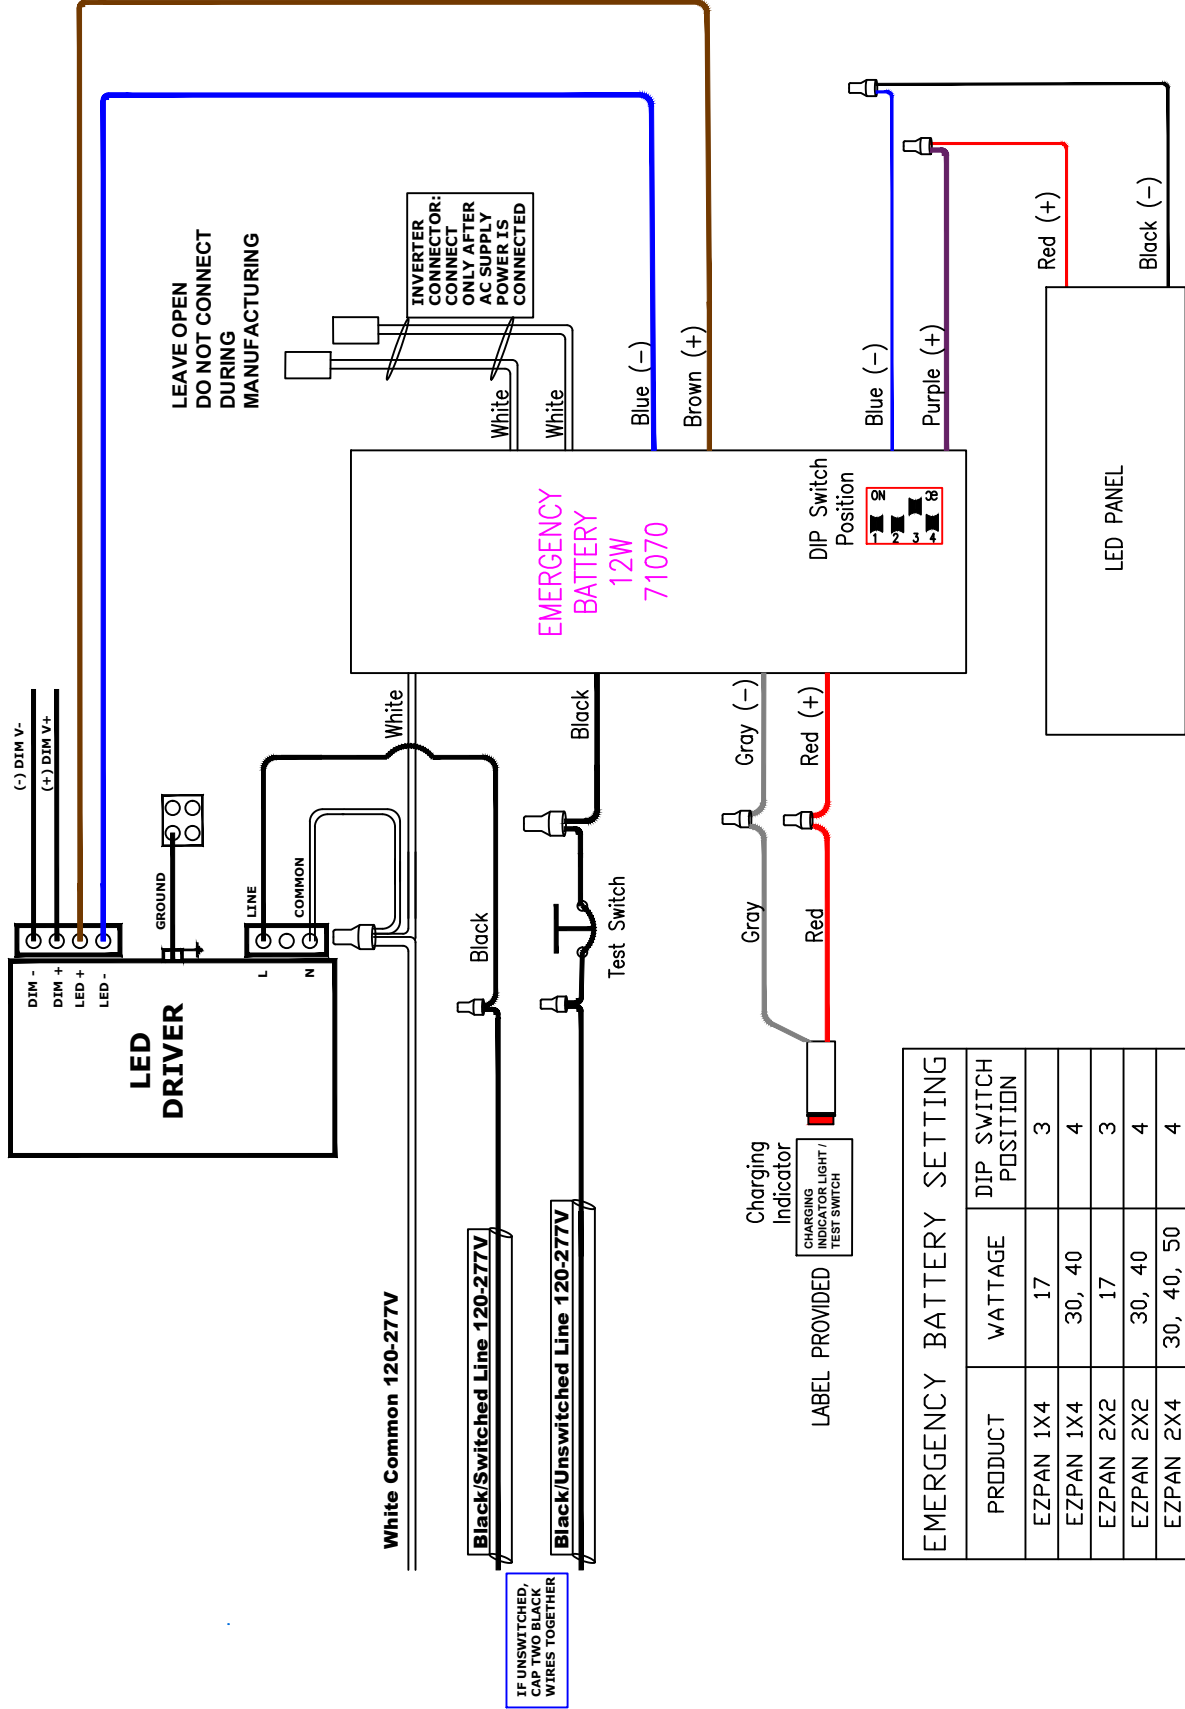 (-) DIM V-
(+) DIM V+
GROUND
LINE
COMMON
DIM -
DIM +
LED +
LED -
L
N
LED
DRIVER
LEAVE OPEN
DO NOT CONNECT
DURING
MANUFACTURING
INVERTER
CONNECTOR:
CONNECT
ONLY AFTER
AC SUPPLY
POWER IS
CONNECTED
White
White
Blue (-)
Brown (+)
Blue (-)
Purple (+)
Red (+)
Black (-)
EMERGENCY
BATTERY
12W
71070
DIP Switch
Position
ON
1
2
3
4
LED PANEL
White
Black
Gray (-)
Red (+)
Black
Test Switch
Gray
Red
White Common 120-277V
Black/Switched Line 120-277V
Black/Unswitched Line 120-277V
IF UNSWITCHED,
CAP TWO BLACK
WIRES TOGETHER
Charging
Indicator
CHARGING
INDICATOR LIGHT /
TEST SWITCH
LABEL PROVIDED
EMERGENCY BATTERY SETTING
PRODUCT WATTAGE DIP SWITCH POSITION
EZPAN 1X4 17 3
EZPAN 1X4 30, 40 4
EZPAN 2X2 17 3
EZPAN 2X2 30, 40 4
EZPAN 2X4 30, 40, 50 4